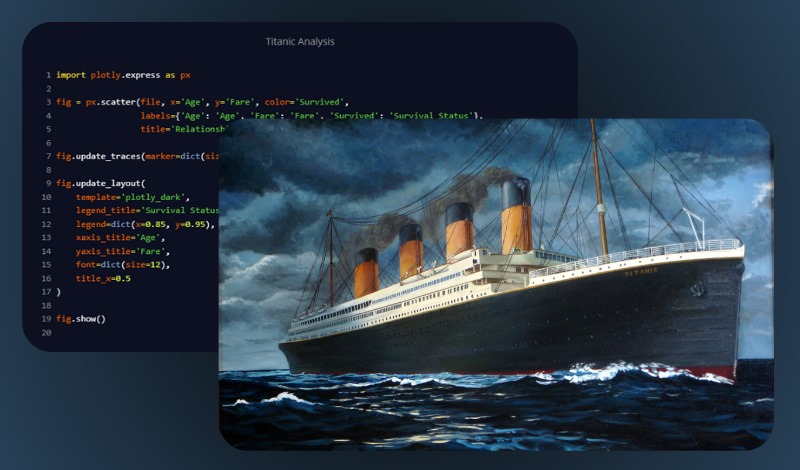 Titanic Analysis
1 import plotly.express as px
2
3 fig = px.scatter(file, x='Age', y='Fare', color='Survived',
4 labels={'Age': 'Age', 'Fare': 'Fare', 'Survived': 'Survival Status'},
5 title='Relationsh
6
7 fig.update_traces(marker=dict(siz
8
9 fig.update_layout(
10 template='plotly_dark',
11 legend_title='Survival Status
12 legend=dict(x=0.85, y=0.95),
13 xaxis_title='Age',
14 yaxis_title='Fare',
15 font=dict(size=12),
16 title_x=0.5
17 )
18
19 fig.show()
20
TITANIC